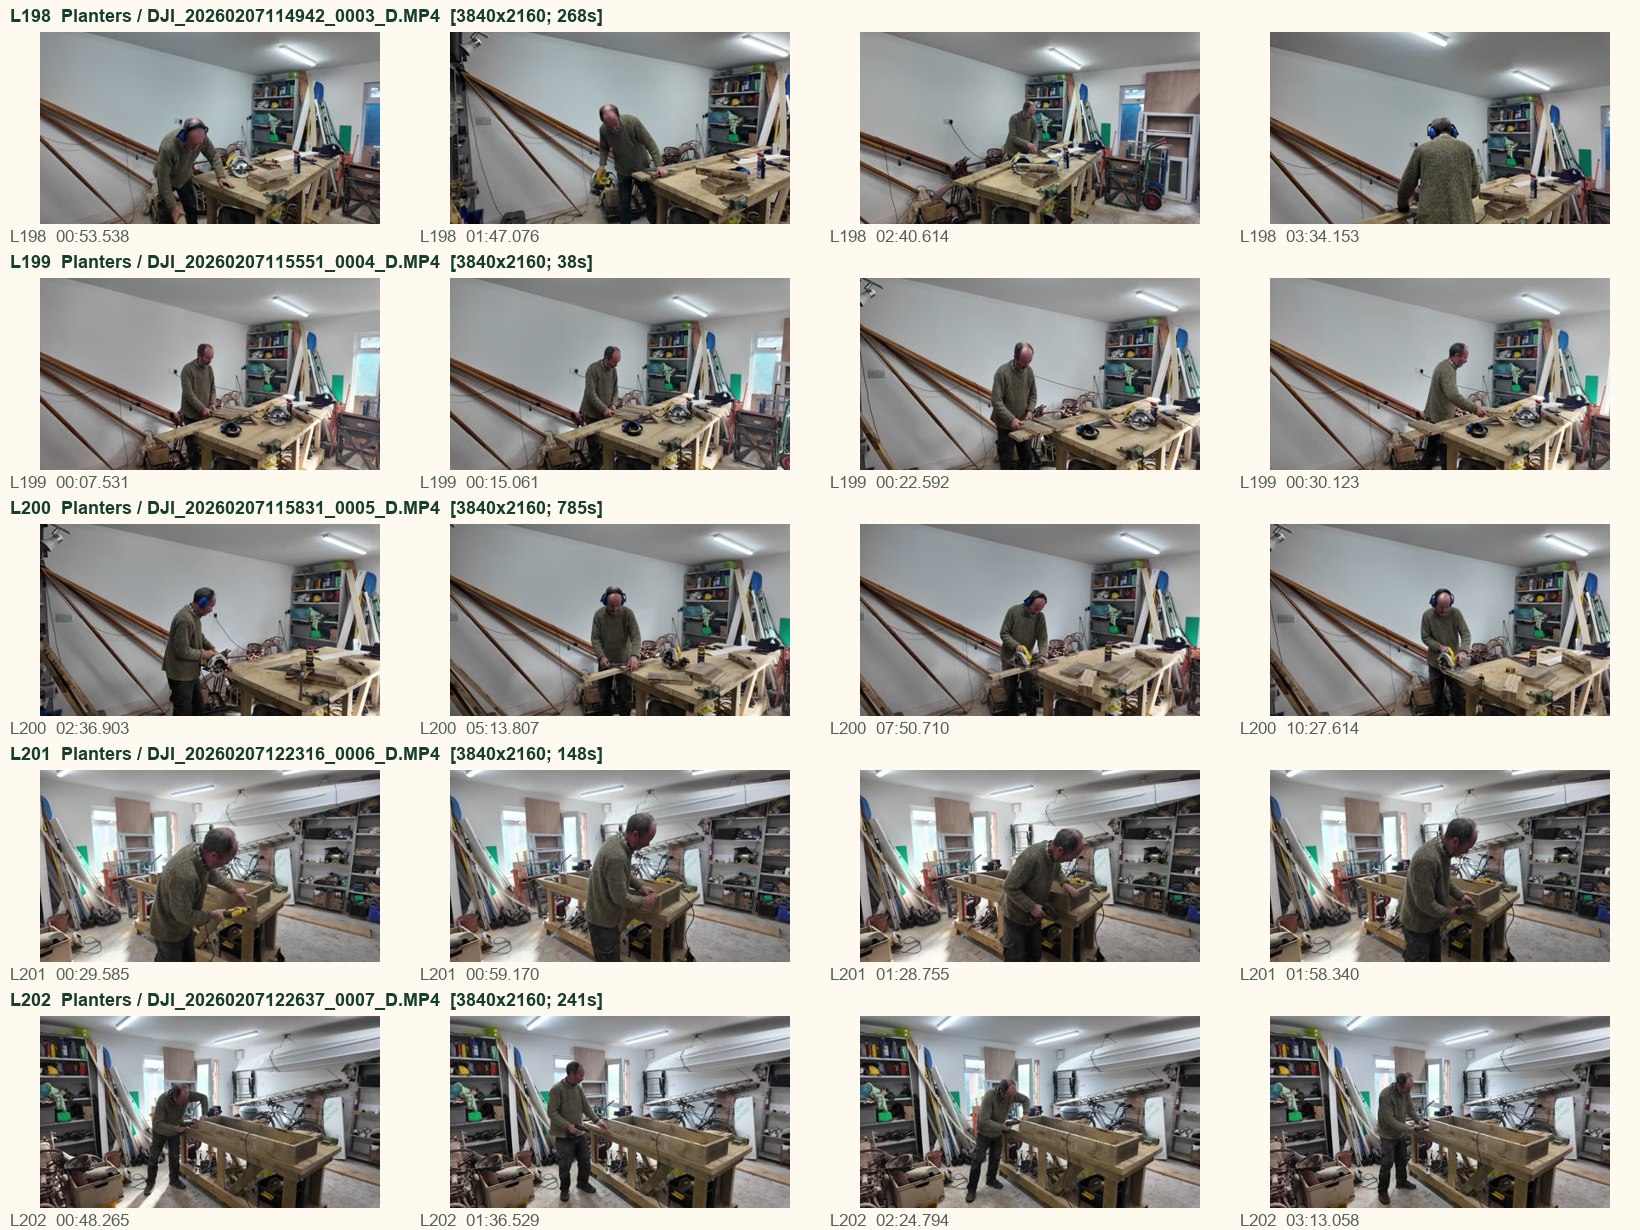 L198 Planters / DJI_20260207114942_0003_D.MP4 [3840x2160; 268s]
L198 00:53.538
L198 01:47.076
L198 02:40.614
L198 03:34.153
L199 Planters / DJI_20260207115551_0004_D.MP4 [3840x2160; 38s]
L199 00:07.531
L199 00:15.061
L199 00:22.592
L199 00:30.123
L200 Planters / DJI_20260207115831_0005_D.MP4 [3840x2160; 785s]
L200 02:36.903
L200 05:13.807
L200 07:50.710
L200 10:27.614
L201 Planters / DJI_20260207122316_0006_D.MP4 [3840x2160; 148s]
L201 00:29.585
L201 00:59.170
L201 01:28.755
L201 01:58.340
L202 Planters / DJI_20260207122637_0007_D.MP4 [3840x2160; 241s]
L202 00:48.265
L202 01:36.529
L202 02:24.794
L202 03:13.058